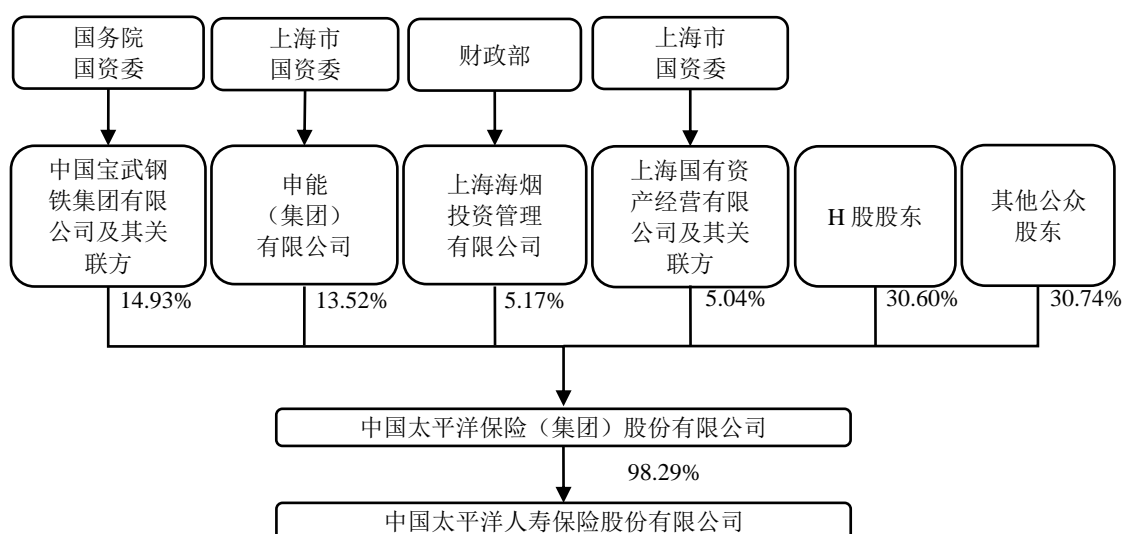 国务院
国资委
上海市
国资委
财政部
上海市
国资委
中国宝武钢
铁集团有限
公司及其关
联方
申能
（集团）
有限公司
上海海烟
投资管理
有限公司
上海国有资
产经营有限
公司及其关
联方
H 股股东
其他公众
股东
14.93%
13.52%
5.17%
5.04%
30.60%
30.74%
中国太平洋保险（集团）股份有限公司
98.29%
中国太平洋人寿保险股份有限公司